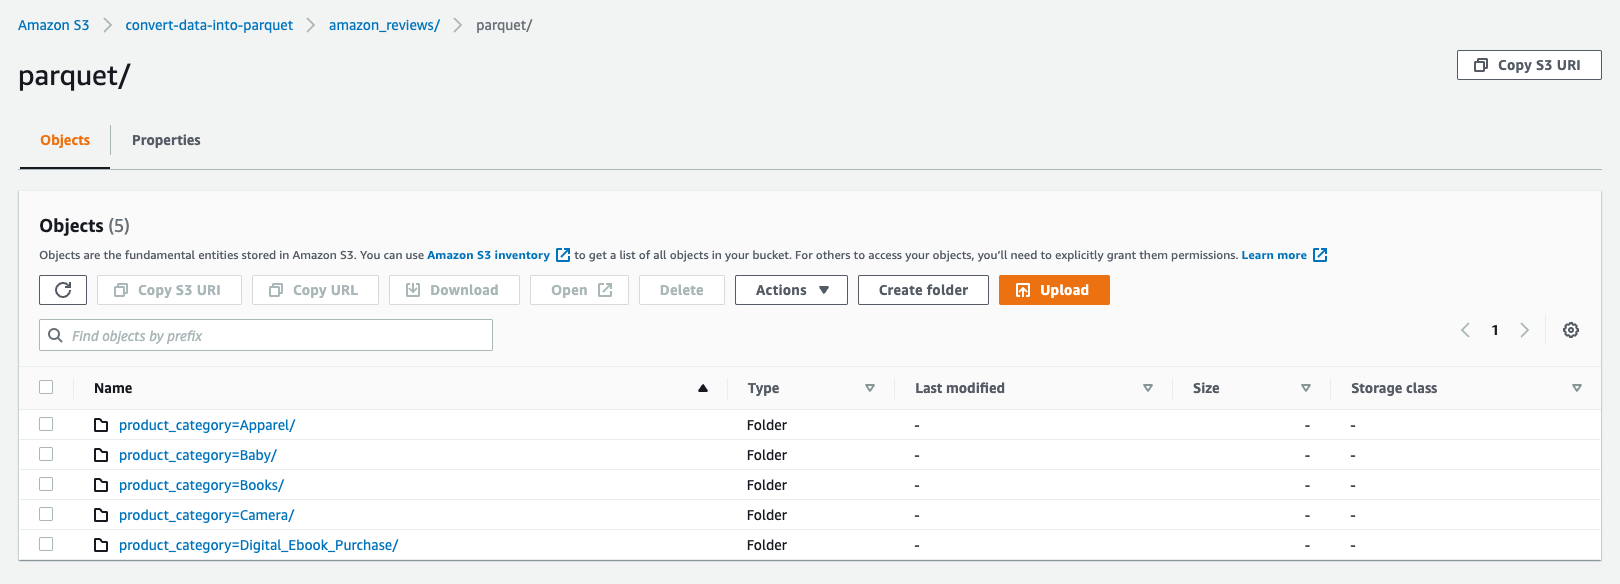 Amazon S3 > convert-data-into-parquet > amazon_reviews/ > parquet/
parquet/
Copy S3 URI
Objects Properties
Objects (5)
Objects are the fundamental entities stored in Amazon S3. You can use Amazon S3 inventory to get a list of all objects in your bucket. For others to access your objects, you'll need to explicitly grant them permissions. Learn more
Copy S3 URI Copy URL Download Open Delete Actions Create folder Upload
Find objects by prefix
1
Name Type Last modified Size Storage class
product_category=Apparel/ Folder - - -
product_category=Baby/ Folder - - -
product_category=Books/ Folder - - -
product_category=Camera/ Folder - - -
product_category=Digital_Ebook_Purchase/ Folder - - -